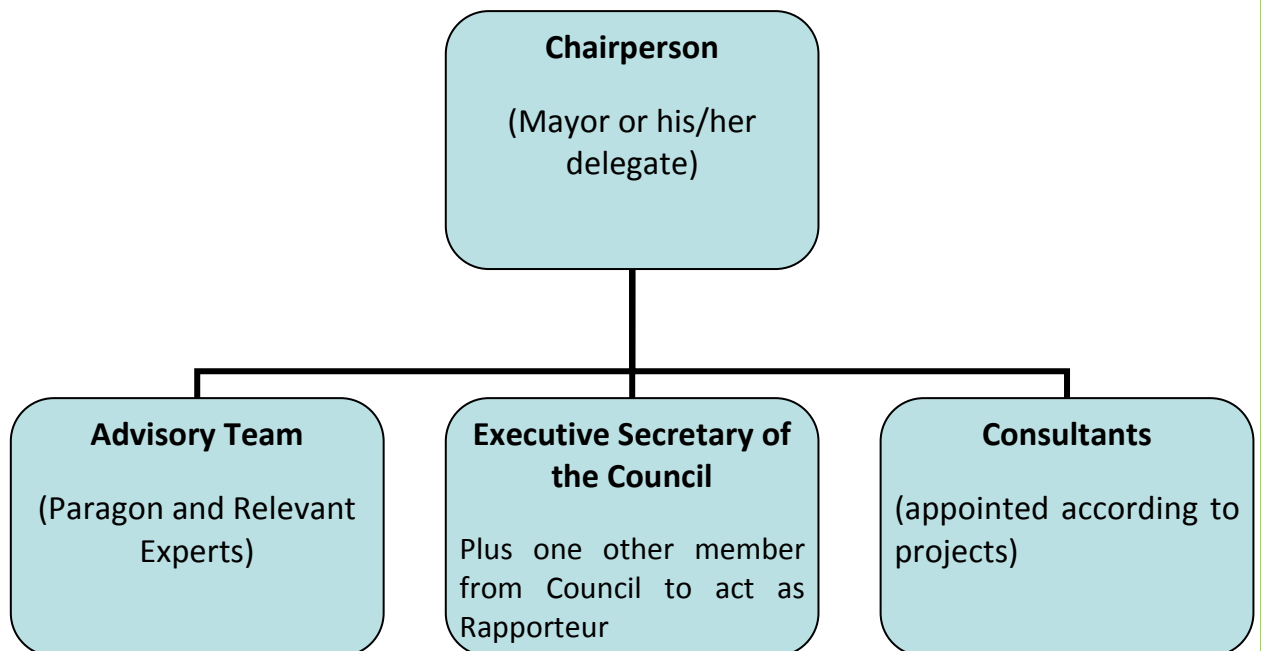 Chairperson
(Mayor or his/her
delegate)
Advisory Team
(Paragon and Relevant
Experts)
Executive Secretary of
the Council
Plus one other member
from Council to act as
Rapporteur
Consultants
(appointed according to
projects)